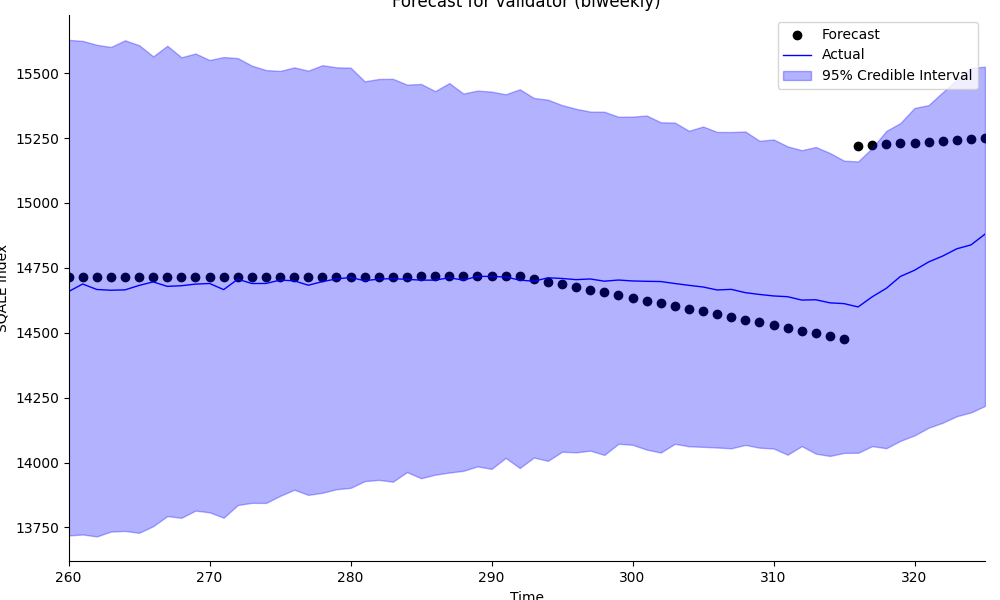 Forecast for validator (biweekly)
Forecast
Actual
95% Credible Interval
SQALE Index
15500
15250
15000
14750
14500
14250
14000
13750
260
270
280
290
300
310
320
Time